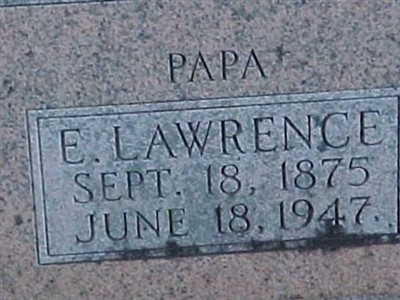 PAPA
E. LAWRENCE
SEPT. 18, 1875
JUNE 18, 1947.